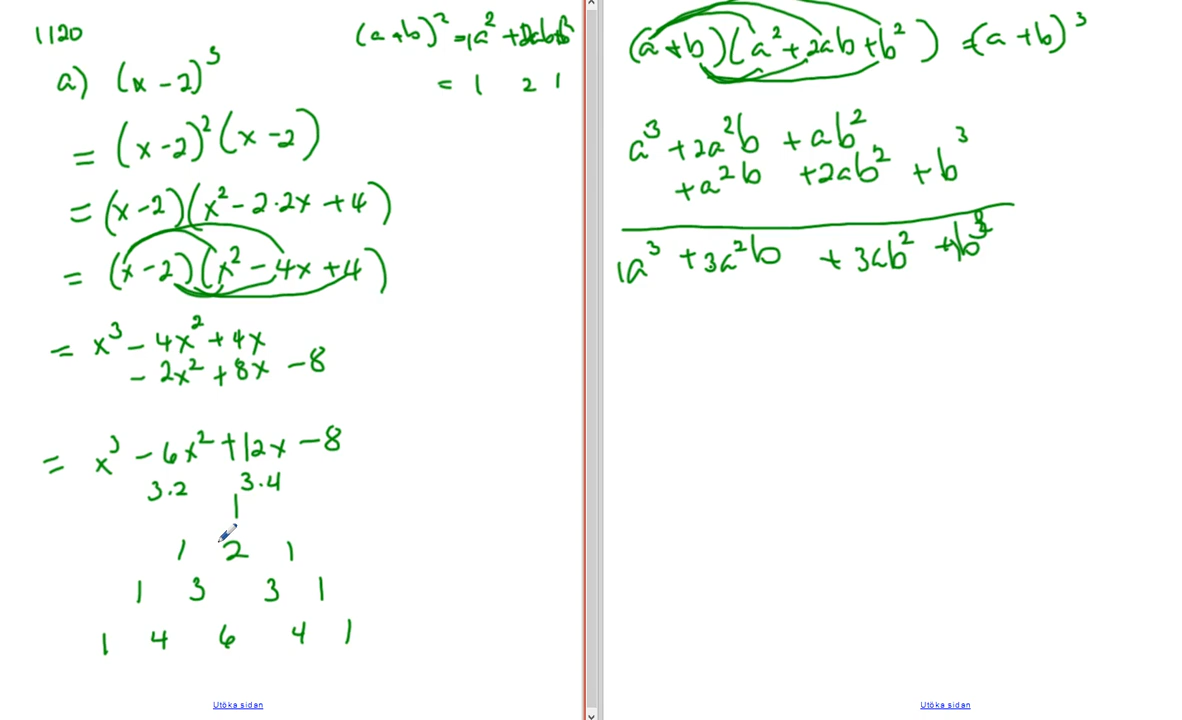 1120
(a+b)² = 1a² + 2ab + b²
= 1 2 1
a) (x-2)³
= (x-2)²(x-2)
= (x-2)(x² - 2·2x + 4)
= (x-2)(x² - 4x + 4)
= x³ - 4x² + 4x
- 2x² + 8x - 8
= x³ - 6x² + 12x - 8
3·2 3·4
1
1 2 1
1 3 3 1
1 4 6 4 1
Utöka sidan
(a+b)(a² + 2ab + b²) = (a+b)³
a³ + 2a²b + ab²
+ a²b + 2ab² + b³
1a³ + 3a²b + 3ab² + 1b³
Utöka sidan